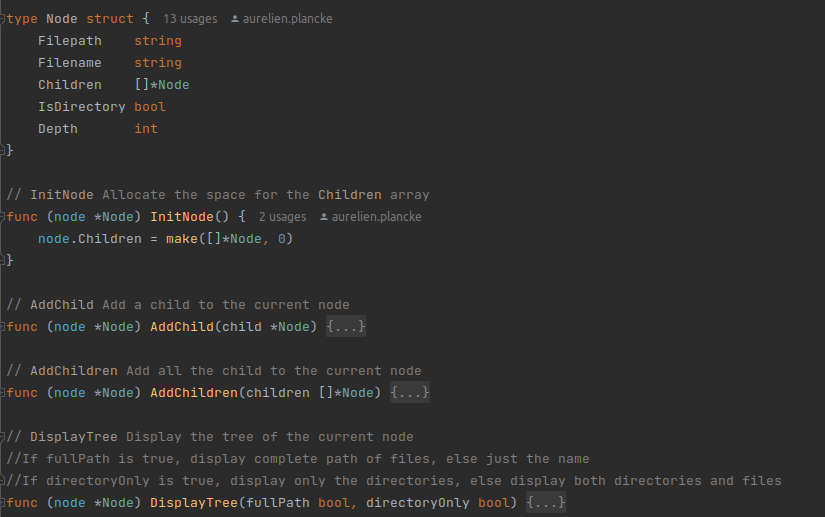 type Node struct { 13 usages aurelien.plancke
    Filepath    string
    Filename    string
    Children    []*Node
    IsDirectory bool
    Depth       int
}
// InitNode Allocate the space for the Children array
func (node *Node) InitNode() { 2 usages aurelien.plancke
    node.Children = make([]*Node, 0)
}
// AddChild Add a child to the current node
func (node *Node) AddChild(child *Node) {...}
// AddChildren Add all the child to the current node
func (node *Node) AddChildren(children []*Node) {...}
// DisplayTree Display the tree of the current node
//If fullPath is true, display complete path of files, else just the name
//If directoryOnly is true, display only the directories, else display both directories and files
func (node *Node) DisplayTree(fullPath bool, directoryOnly bool) {...}